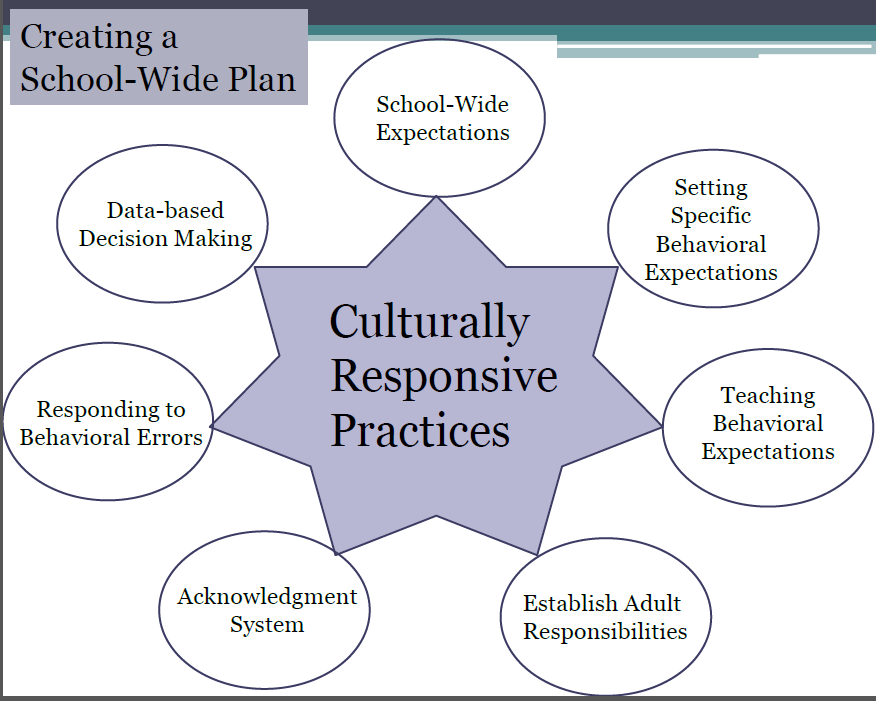 Creating a
School-Wide Plan
School-Wide
Expectations
Setting
Specific
Behavioral
Expectations
Teaching
Behavioral
Expectations
Establish Adult
Responsibilities
Acknowledgment
System
Responding to
Behavioral Errors
Data-based
Decision Making
Culturally
Responsive
Practices